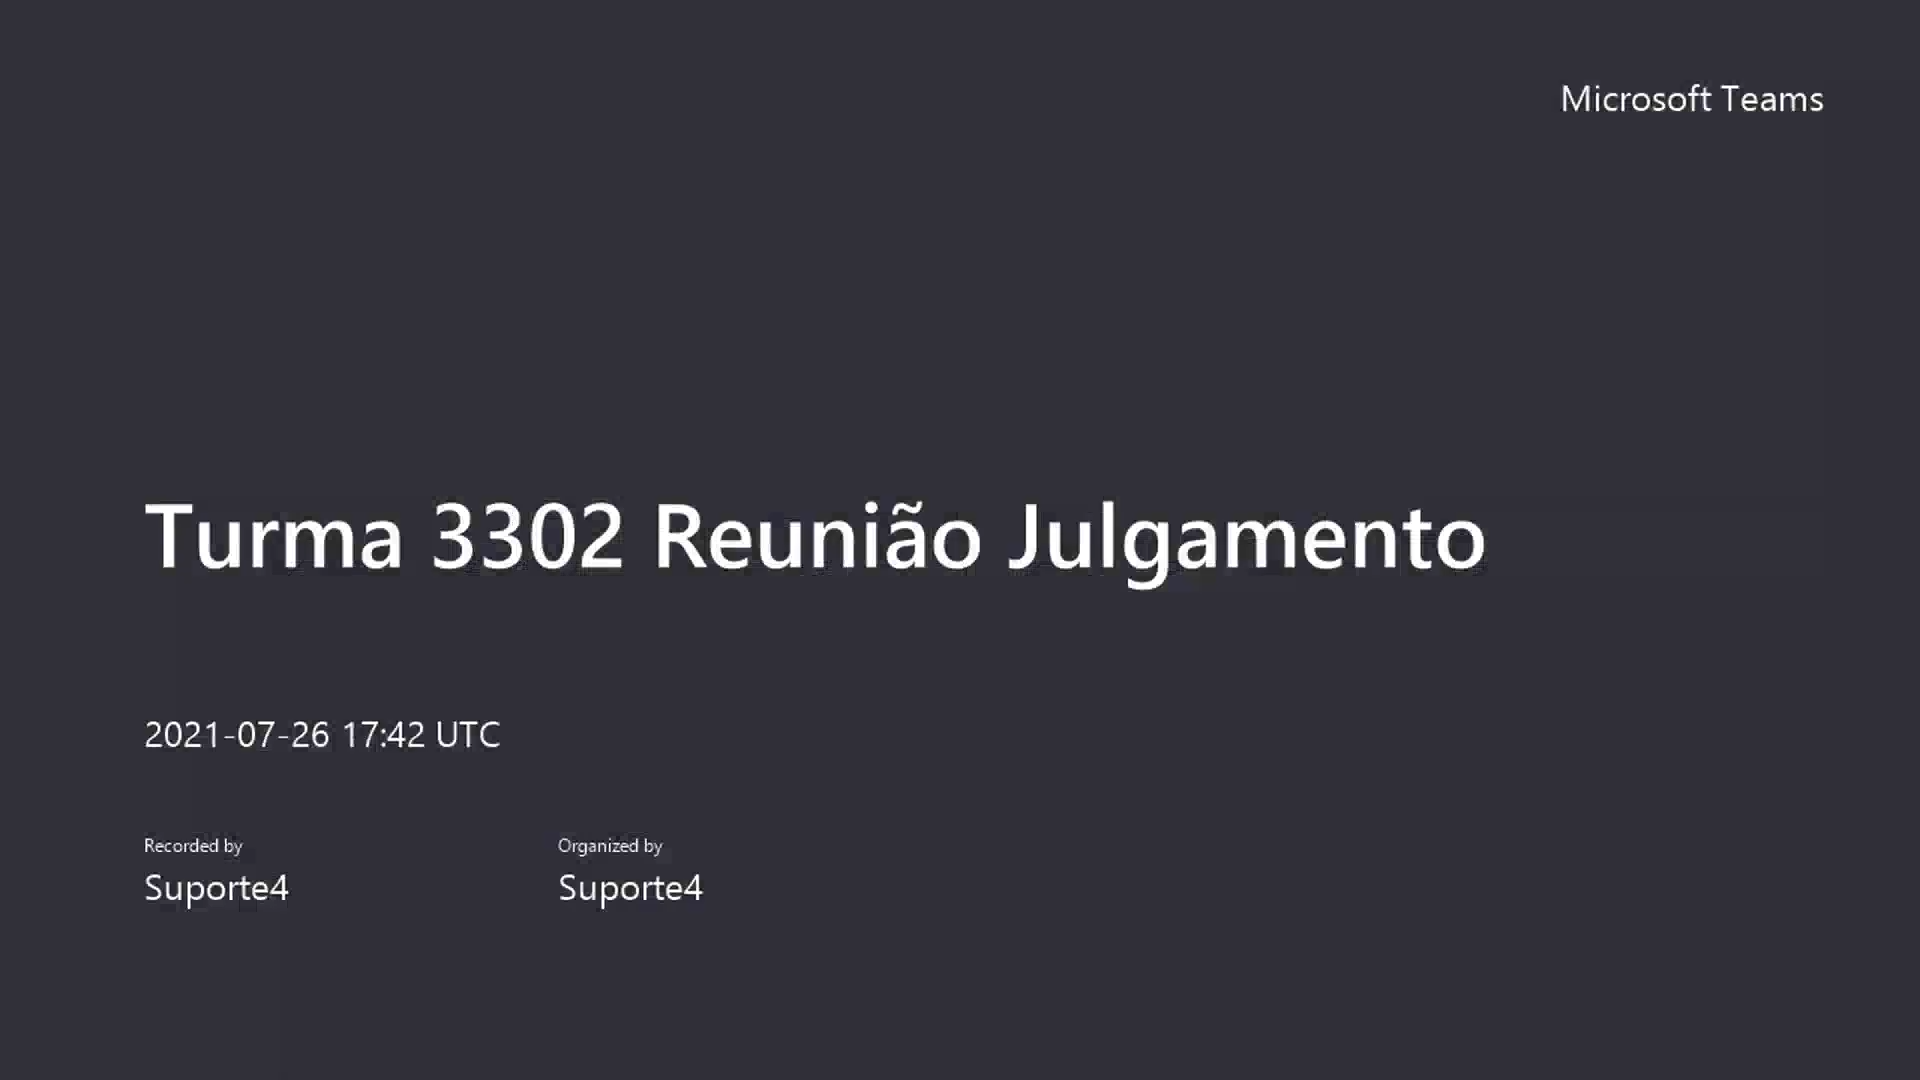 Microsoft Teams
Turma 3302 Reunião Julgamento
2021-07-26 17:42 UTC
Recorded by
Suporte4
Organized by
Suporte4